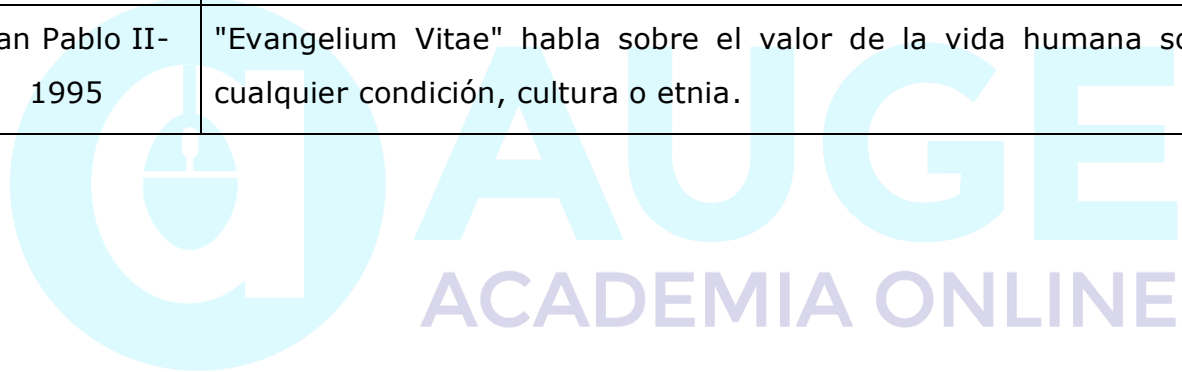 an Pablo II-
1995
"Evangelium Vitae" habla sobre el valor de la vida humana
cualquier condición, cultura o etnia.
AUGE
ACADEMIA ONLINE